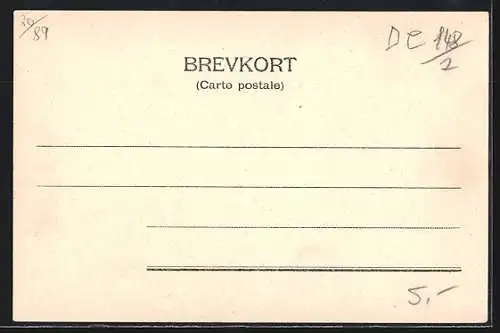 30/89
DE 148/2
BREVKORT
(Carte postale)
5.-